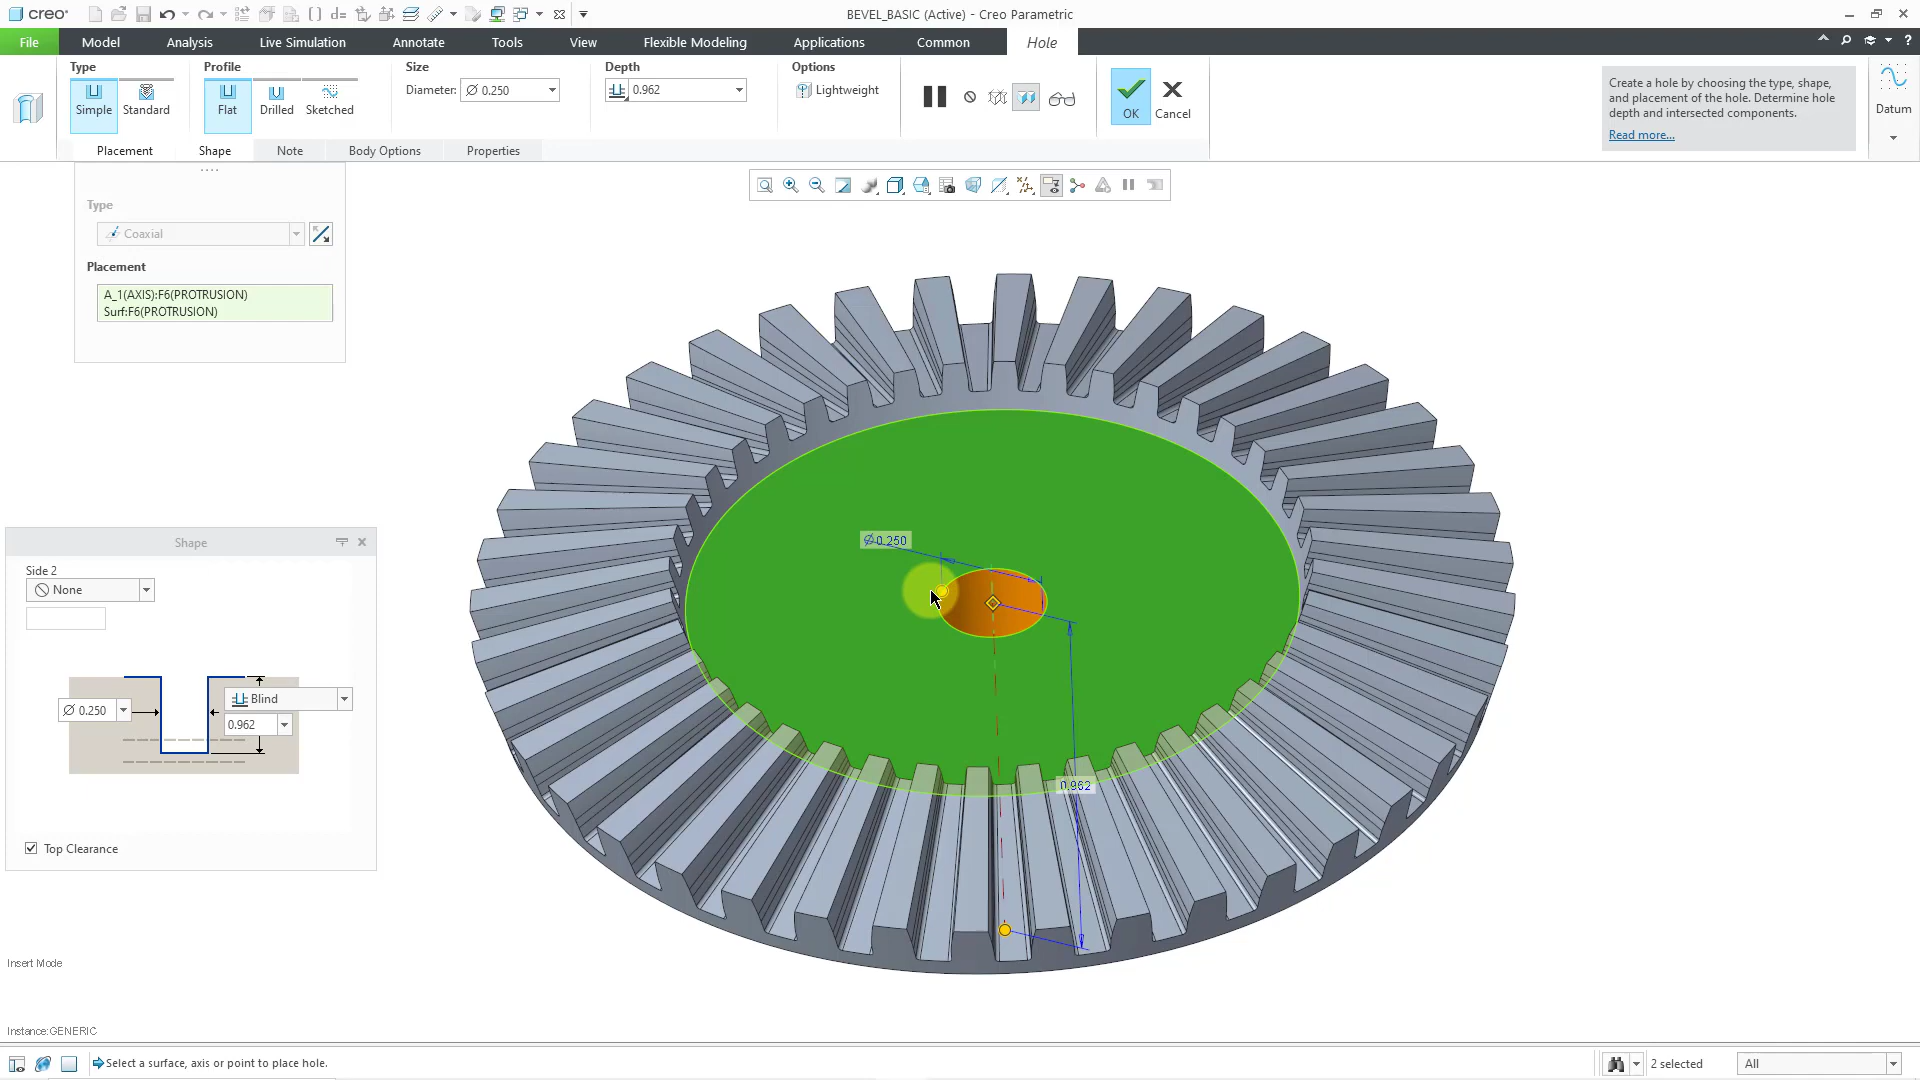 creo
BEVEL_BASIC (Active) - Creo Parametric
File
Model
Analysis
Live Simulation
Annotate
Tools
View
Flexible Modeling
Applications
Common
Hole
Type
Simple
Standard
Profile
Flat
Drilled
Sketched
Size
Diameter: Ø 0.250
Depth
0.962
Options
Lightweight
OK
Cancel
Create a hole by choosing the type, shape,
and placement of the hole. Determine hole
depth and intersected components.
Read more...
Datum
Placement
Shape
Note
Body Options
Properties
Type
Coaxial
Placement
A_1(AXIS):F6(PROTRUSION)
Surf:F6(PROTRUSION)
Ø0.250
0.962
Shape
Side 2
None
Ø 0.250
Blind
0.962
Top Clearance
Insert Mode
Instance:GENERIC
Select a surface, axis or point to place hole.
2 selected
All